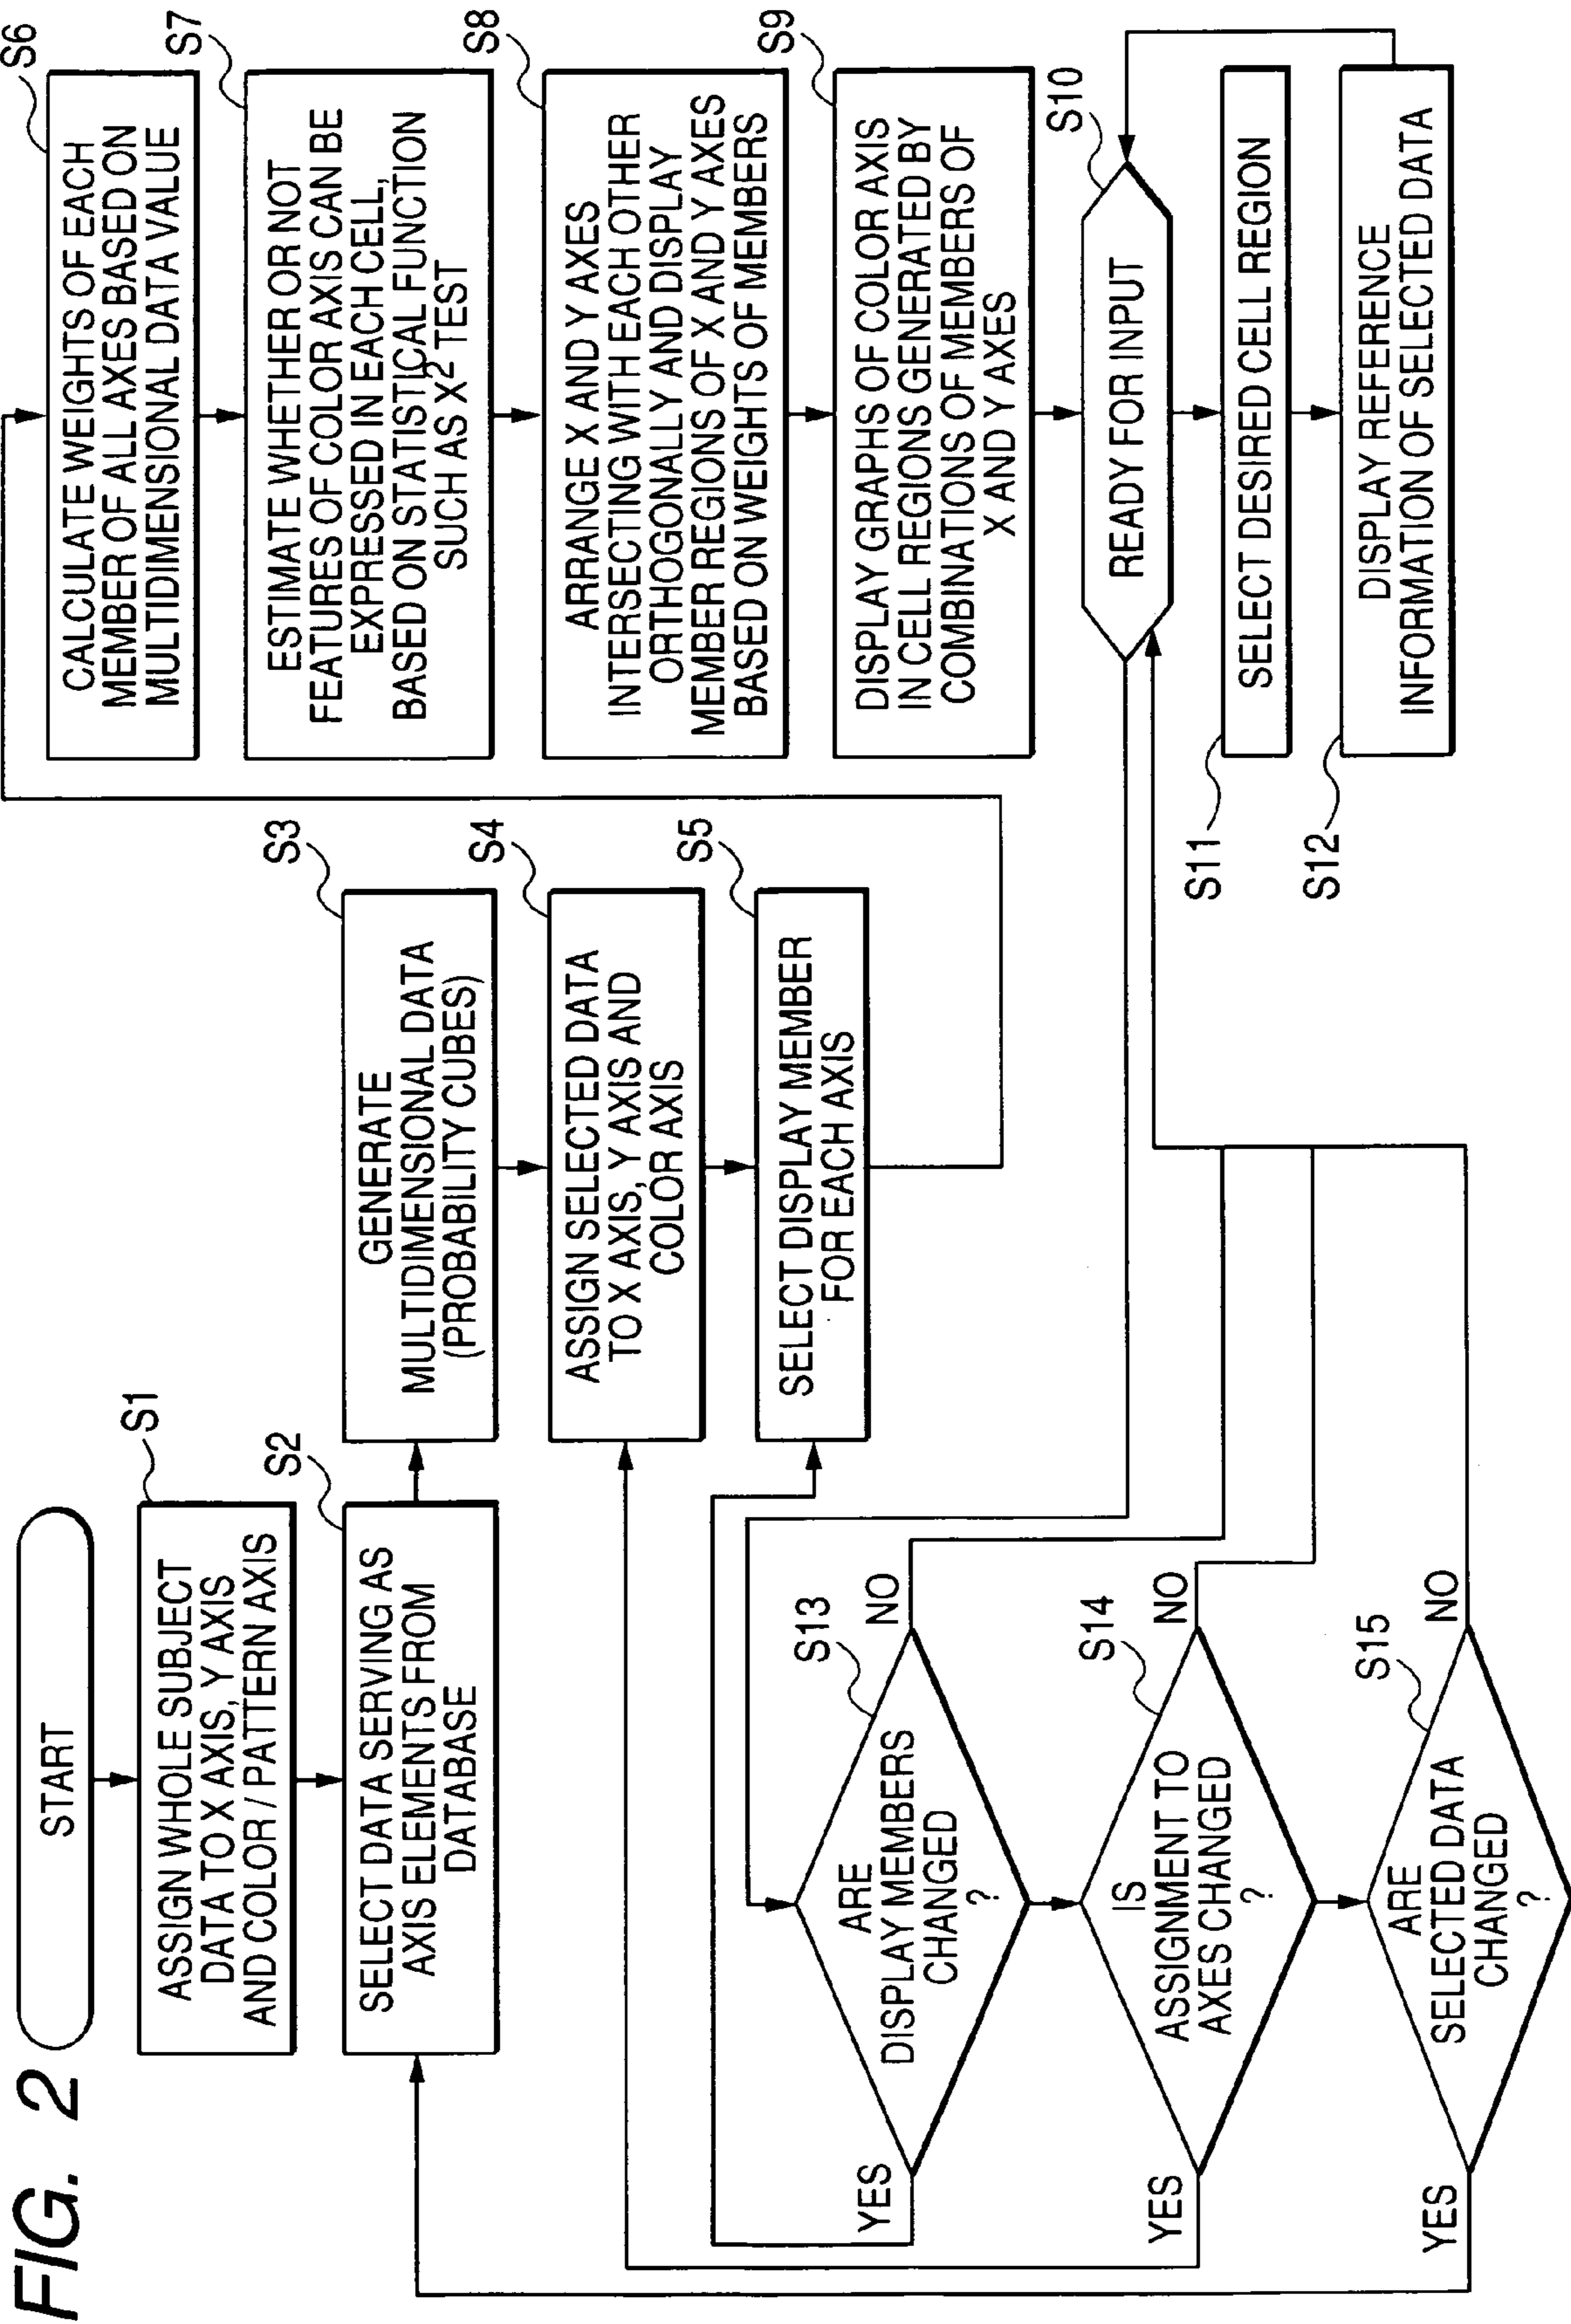 FIG. 2
START
S1
ASSIGN WHOLE SUBJECT
DATA TO X AXIS, Y AXIS
AND COLOR / PATTERN AXIS
S2
SELECT DATA SERVING AS
AXIS ELEMENTS FROM
DATABASE
S3
GENERATE
MULTIDIMENSIONAL DATA
(PROBABILITY CUBES)
S4
ASSIGN SELECTED DATA
TO X AXIS, Y AXIS AND
COLOR AXIS
S5
SELECT DISPLAY MEMBER
FOR EACH AXIS
S6
CALCULATE WEIGHTS OF EACH
MEMBER OF ALL AXES BASED ON
MULTIDIMENSIONAL DATA VALUE
S7
ESTIMATE WHETHER OR NOT
FEATURES OF COLOR AXIS CAN BE
EXPRESSED IN EACH CELL,
BASED ON STATISTICAL FUNCTION
SUCH AS X² TEST
S8
ARRANGE X AND Y AXES
INTERSECTING WITH EACH OTHER
ORTHOGONALLY AND DISPLAY
MEMBER REGIONS OF X AND Y AXES
BASED ON WEIGHTS OF MEMBERS
S9
DISPLAY GRAPHS OF COLOR AXIS
IN CELL REGIONS GENERATED BY
COMBINATIONS OF MEMBERS OF
X AND Y AXES
S10
READY FOR INPUT
S11
SELECT DESIRED CELL REGION
S12
DISPLAY REFERENCE
INFORMATION OF SELECTED DATA
S13
ARE
DISPLAY MEMBERS
CHANGED
?
YES
NO
S14
IS
ASSIGNMENT TO
AXES CHANGED
?
YES
NO
S15
ARE
SELECTED DATA
CHANGED
?
YES
NO